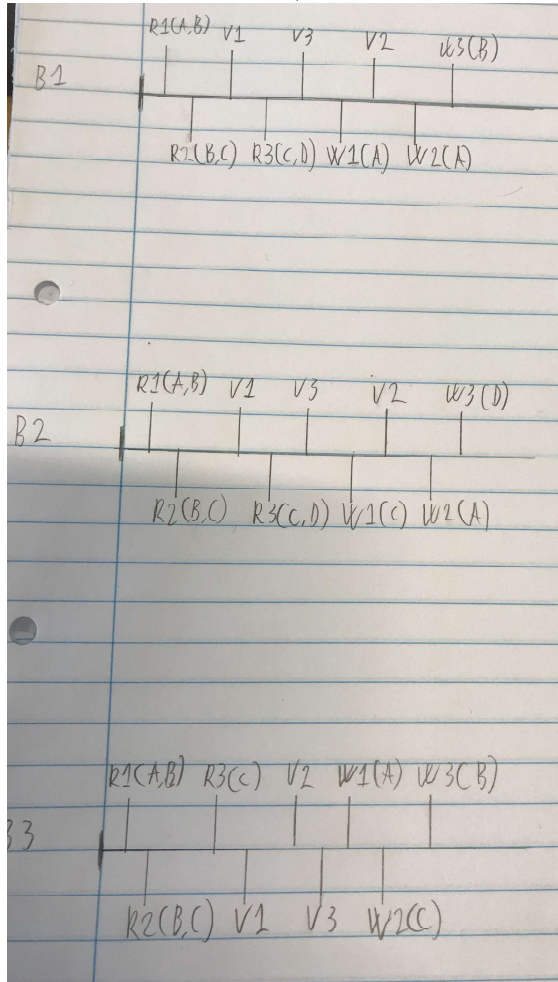 R1(A,B) V1 V3 V2 W3(B)
B1
R2(B,C) R3(C,D) W1(A) W2(A)
R1(A,B) V1 V3 V2 W3(D)
B2
R2(B,C) R3(C,D) W1(C) W2(A)
R1(A,B) R3(C) V2 W1(A) W3(B)
3
R2(B,C) V1 V3 W2(C)